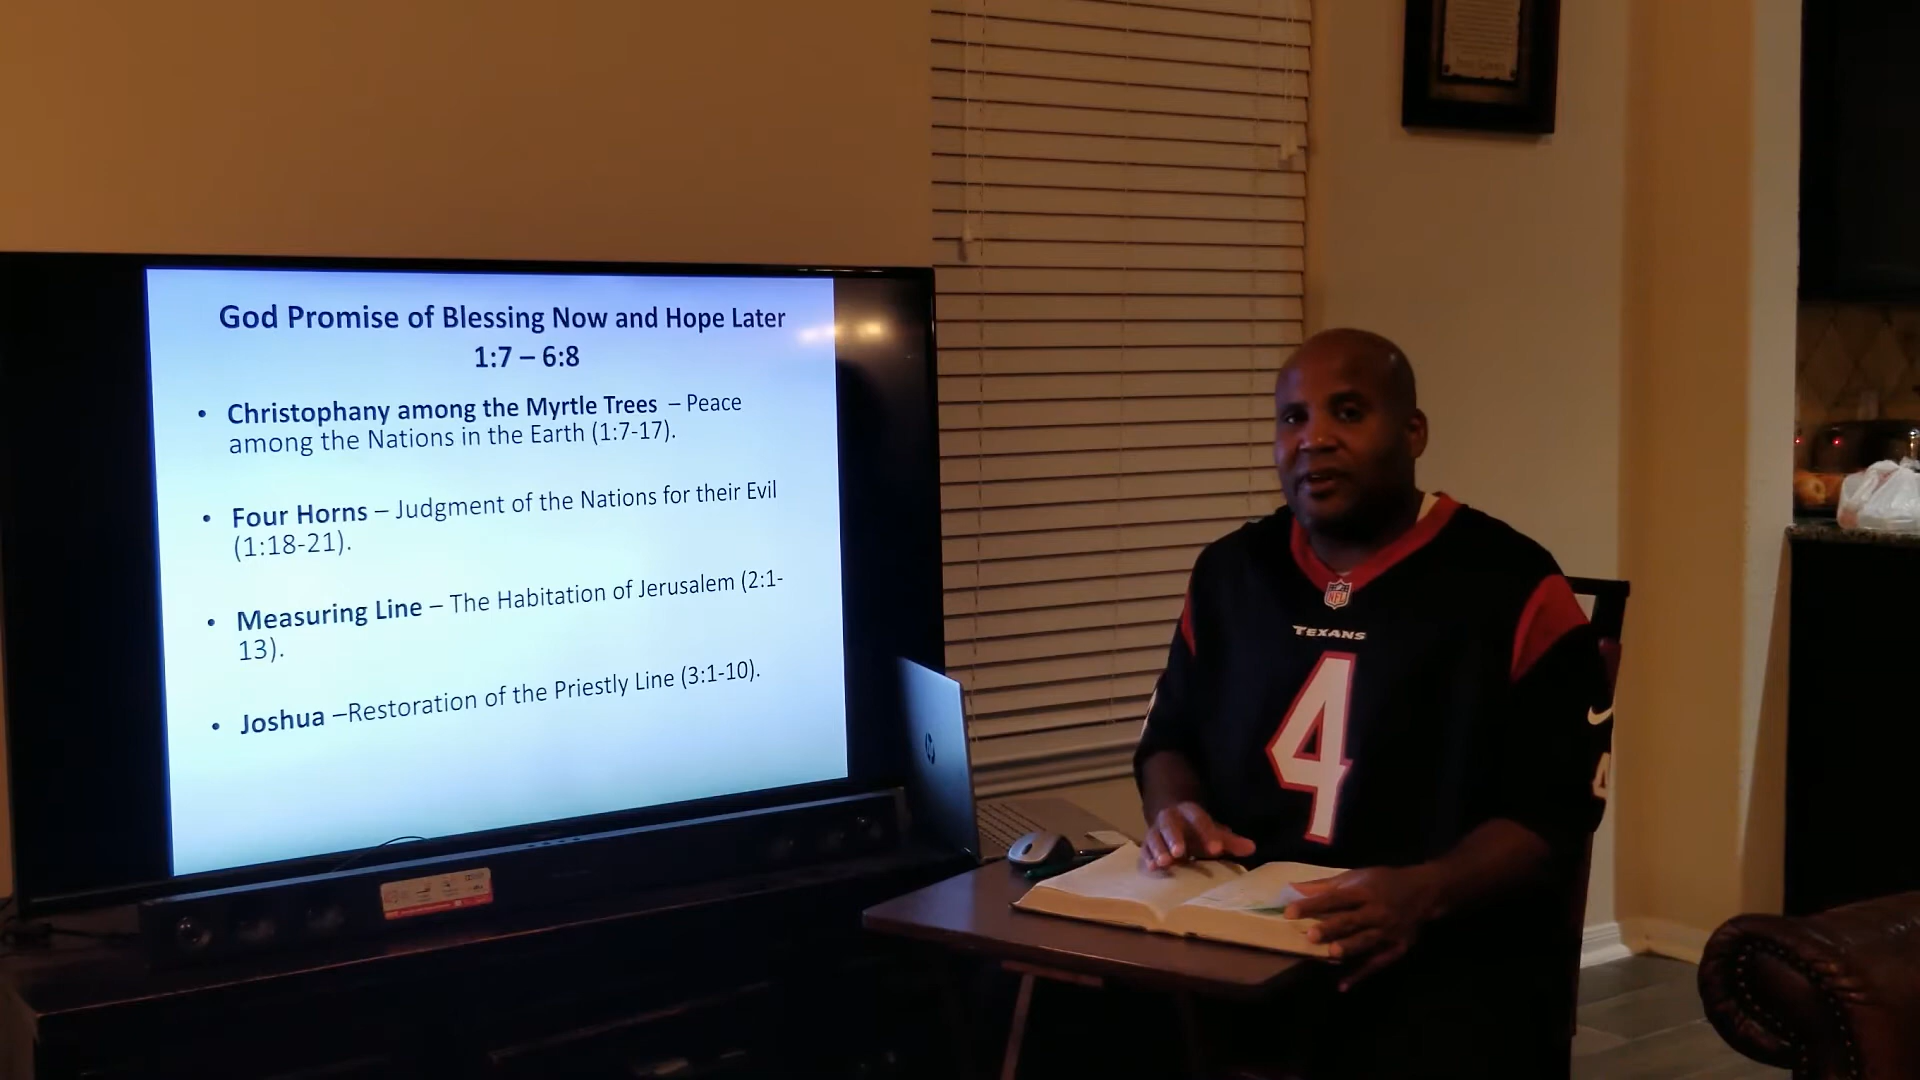 God Promise of Blessing Now and Hope Later
1:7 – 6:8
• Christophany among the Myrtle Trees – Peace
among the Nations in the Earth (1:7-17).
• Four Horns – Judgment of the Nations for their Evil
(1:18-21).
• Measuring Line – The Habitation of Jerusalem (2:1-
13).
• Joshua –Restoration of the Priestly Line (3:1-10).
hp
NFL
TEXANS
4
4